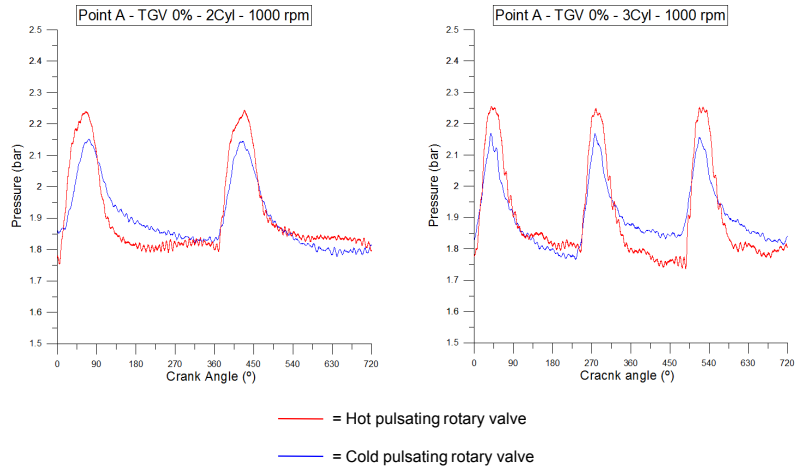 Point A - TGV 0% - 2Cyl - 1000 rpm
Pressure (bar)
2.5
2.4
2.3
2.2
2.1
2
1.9
1.8
1.7
1.6
1.5
0 90 180 270 360 450 540 630 720
Crank Angle (º)
Point A - TGV 0% - 3Cyl - 1000 rpm
Pressure (bar)
2.5
2.4
2.3
2.2
2.1
2
1.9
1.8
1.7
1.6
1.5
0 90 180 270 360 450 540 630 720
Cracnk angle (º)
= Hot pulsating rotary valve
= Cold pulsating rotary valve